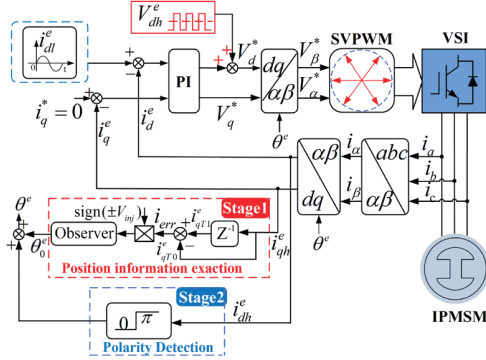 V_dh^e
SVPWM
VSI
i_dl^e
0
t
+
−
PI
+
+
V_d^*
dq
αβ
V_β^*
V_α^*
i_q^* = 0
+
−
i_q^e
i_d^e
V_q^*
θ^e
αβ
dq
i_α
i_β
abc
αβ
i_a
i_b
i_c
θ^e
θ^e
+
+
θ_0^e
sign(±V_inj)
Observer
i_err
+
−
i_qT1^e
i_qT0^e
Z^-1
Stage1
i_qh^e
Position information exaction
IPMSM
Stage2
0
π
i_dh^e
Polarity Detection